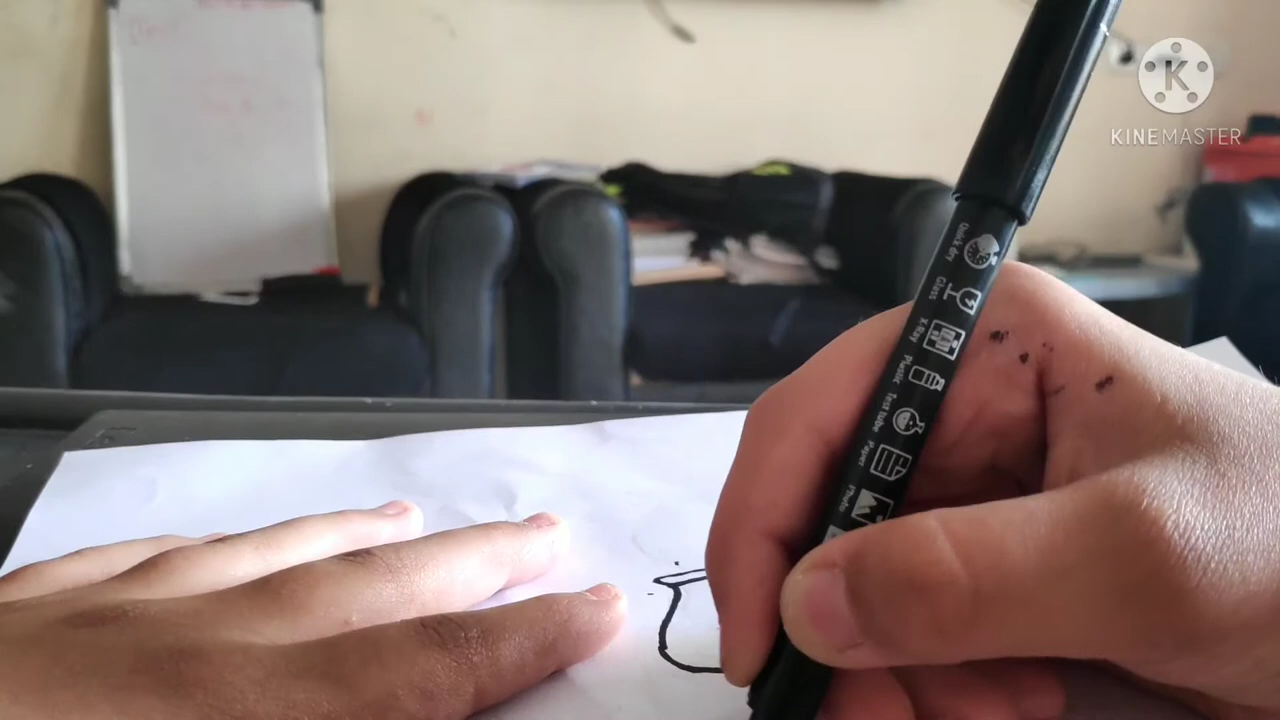 K
KINEMASTER
Quick dry
Glass
X-Ray
Plastic
Test tube
Paper
Photo